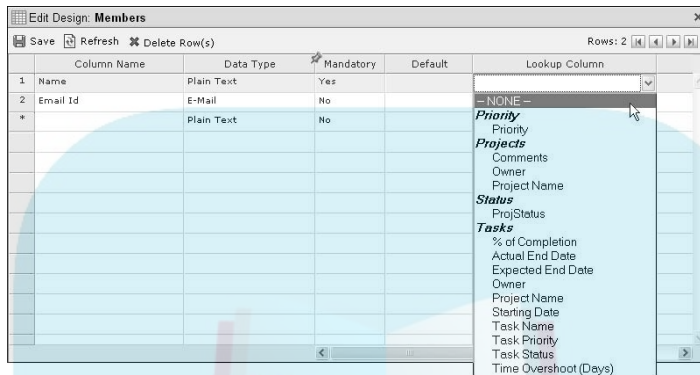 Edit Design: Members
Save Refresh Delete Row(s) Rows: 2
Column Name Data Type Mandatory Default Lookup Column
1 Name Plain Text Yes
2 Email Id E-Mail No
* Plain Text No
-- NONE --
Priority
Priority
Projects
Comments
Owner
Project Name
Status
ProjStatus
Tasks
% of Completion
Actual End Date
Expected End Date
Owner
Project Name
Starting Date
Task Name
Task Priority
Task Status
Time Overshoot (Days)